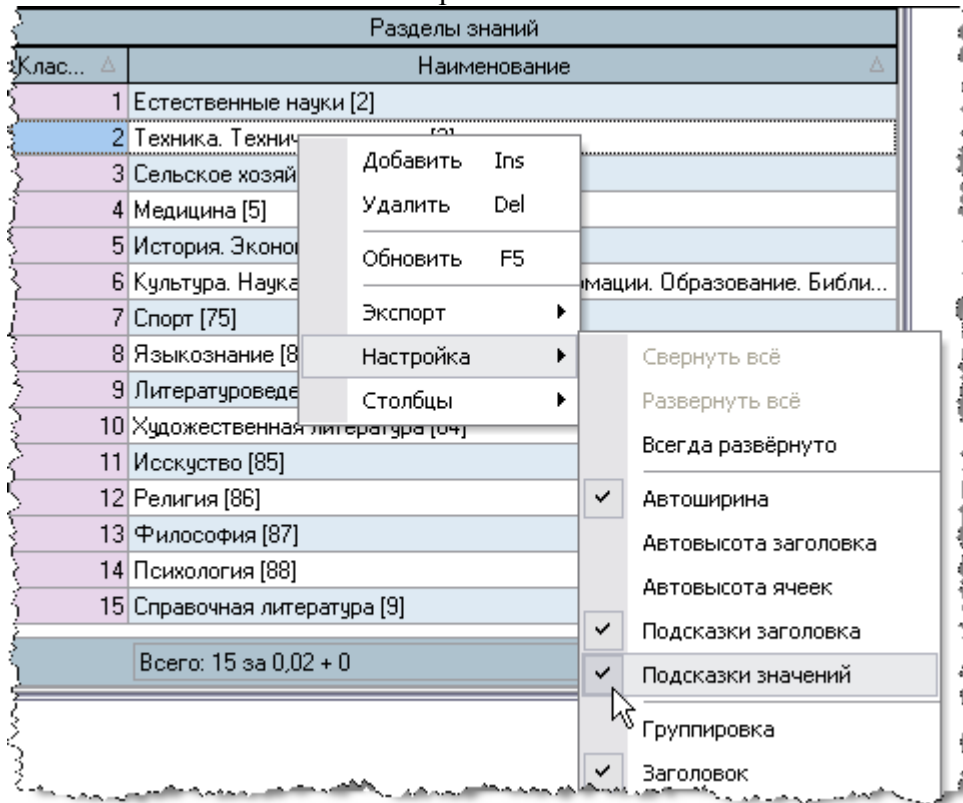 Разделы знаний
Клас... Наименование
1 Естественные науки [2]
2 Техника. Технич
3 Сельское хозяй
4 Медицина [5]
5 История. Эконо
6 Культура. Наука мации. Образование. Библи...
7 Спорт [75]
8 Языкознание [8
9 Литературоведе
10 Художественная литература [84]
11 Исскуство [85]
12 Религия [86]
13 Философия [87]
14 Психология [88]
15 Справочная литература [9]
Всего: 15 за 0,02 + 0
Добавить Ins
Удалить Del
Обновить F5
Экспорт
Настройка
Столбцы
Свернуть всё
Развернуть всё
Всегда развёрнуто
Автоширина
Автовысота заголовка
Автовысота ячеек
Подсказки заголовка
Подсказки значений
Группировка
Заголовок